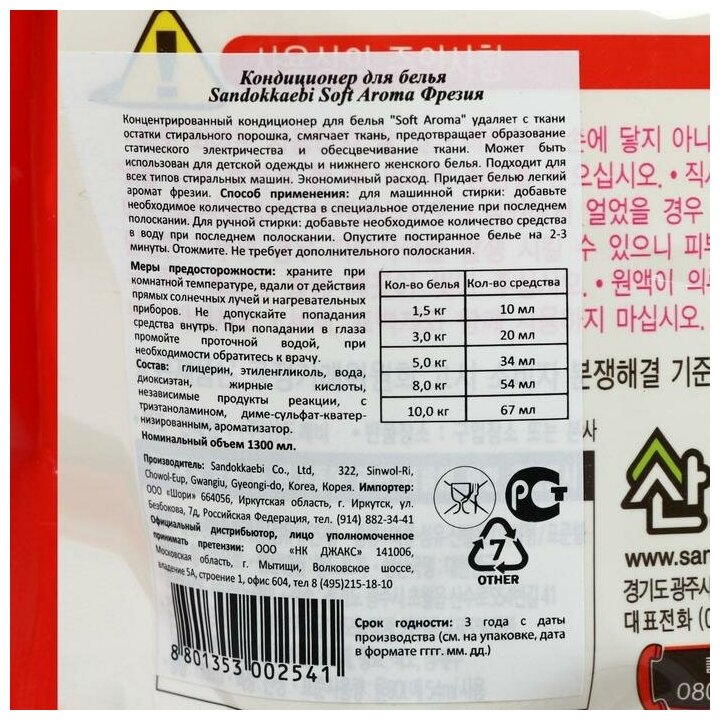 Кондиционер для белья
Sandokkaebi Soft Aroma Фрезия
Концентрированный кондиционер для белья "Soft Aroma" удаляет с ткани
остатки стирального порошка, смягчает ткань, предотвращает образование
статического электричества и обесцвечивание ткани. Может быть
использован для детской одежды и нижнего женского белья. Подходит для
всех типов стиральных машин. Экономичный расход. Придает белью легкий
аромат фрезии. Способ применения: для машинной стирки: добавьте
необходимое количество средства в специальное отделение при последнем
полоскании. Для ручной стирки: добавьте необходимое количество средства
в воду при последнем полоскании. Опустите постиранное белье на 2-3
минуты. Отожмите. Не требует дополнительного полоскания.
Меры предосторожности: храните при
комнатной температуре, вдали от действия
прямых солнечных лучей и нагревательных
приборов. Не допускайте попадания
средства внутрь. При попадании в глаза
промойте проточной водой, при
необходимости обратитесь к врачу.
Состав: глицерин, этиленгликоль, вода,
диоксиэтан, жирные кислоты,
независимые продукты реакции, с
триэтаноламином, диме-сульфат-кватер-
низированным, ароматизатор.
Номинальный объем 1300 мл.
Кол-во белья Кол-во средства
1,5 кг 10 мл
3,0 кг 20 мл
5,0 кг 34 мл
8,0 кг 54 мл
10,0 кг 67 мл
Производитель: Sandokkaebi Co., Ltd, 322, Sinwol-Ri,
Chowol-Eup, Gwangiu, Gyeongi-do, Korea, Корея. Импортер:
ООО «Шори» 664056, Иркутская область, г. Иркутск, ул.
Безбокова, 7д, Российская Федерация, тел. (914) 882-34-41
Официальный дистрибьютор, лицо уполномоченное
принимать претензии: ООО «НК ДЖАКС» 141006,
Московская область, г. Мытищи, Волковское шоссе,
владение 5А, строение 1, офис 604, тел 8 (495)215-18-10
РСТ
7
OTHER
Срок годности: 3 года с даты
производства (см. на упаковке, дата
в формате гггг. мм. дд.)
8 801353 002541
손에 닿지 아니
으십시오. • 직사
얼었을 경우
수 있으니 피부
• 원액이 의류
지 마십시오.
분쟁해결 기준
산
www.san
경기도광주시
대표전화 (0
080